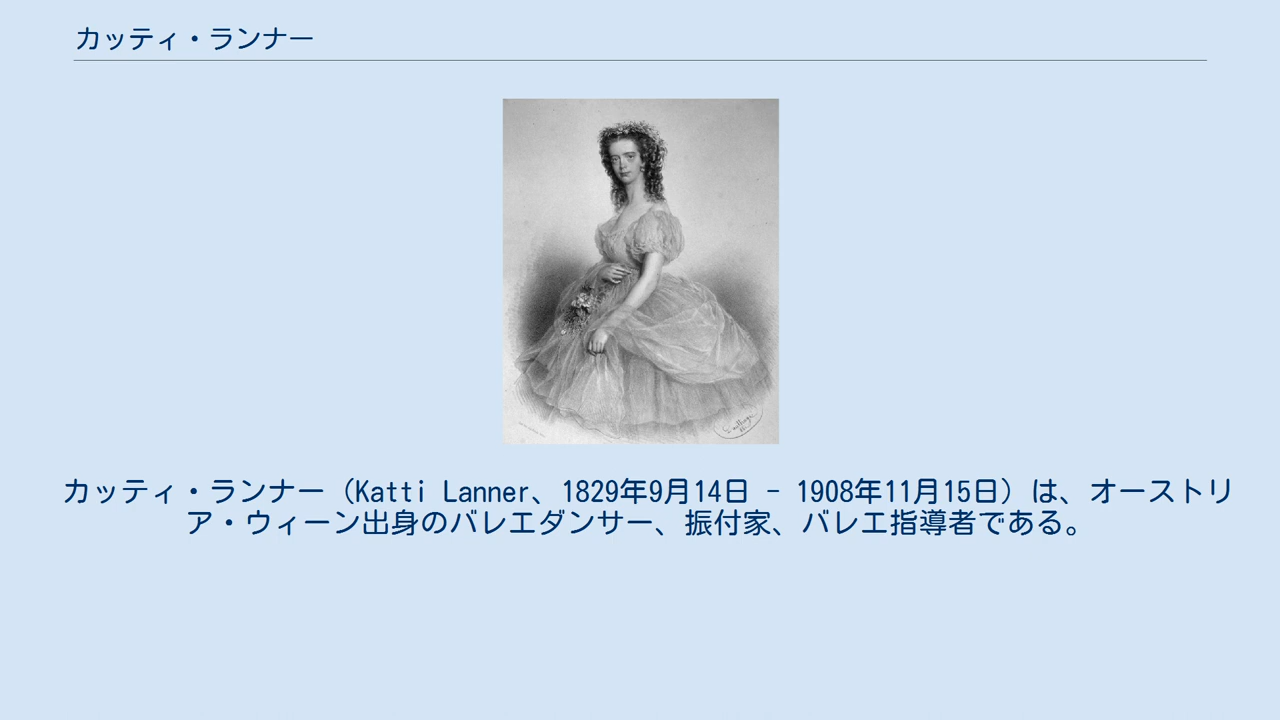 カッティ・ランナー
カッティ・ランナー（Katti Lanner、1829年9月14日 - 1908年11月15日）は、オーストリ
ア・ウィーン出身のバレエダンサー、振付家、バレエ指導者である。